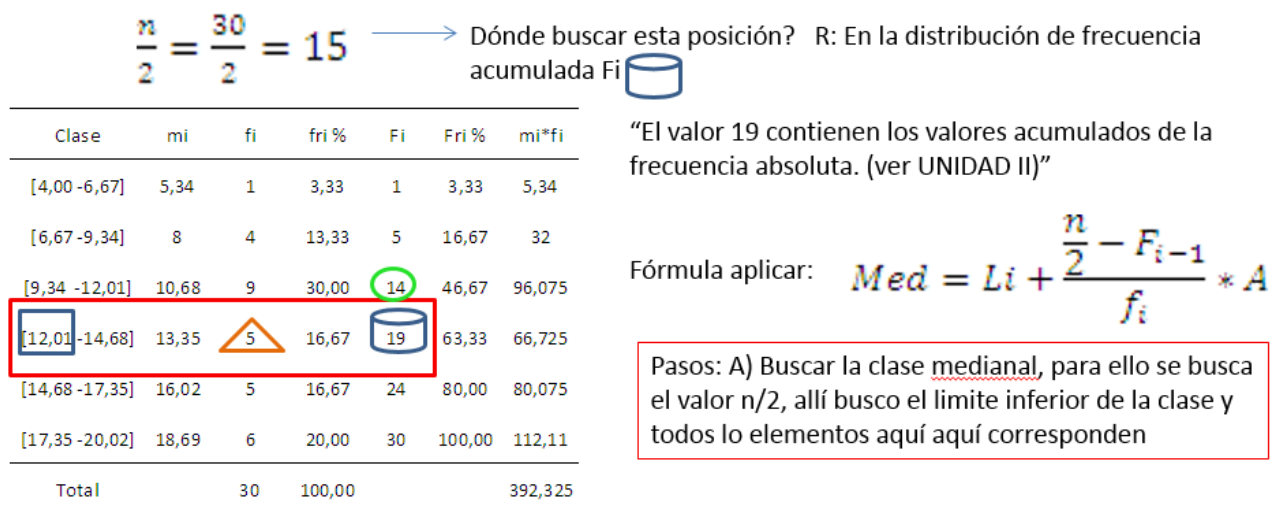 n/2 = 30/2 = 15
Dónde buscar esta posición? R: En la distribución de frecuencia
acumulada Fi
Clase mi fi fri % Fi Fri % mi*fi
[4,00 -6,67] 5,34 1 3,33 1 3,33 5,34
[6,67 -9,34] 8 4 13,33 5 16,67 32
[9,34 -12,01] 10,68 9 30,00 14 46,67 96,075
[12,01 -14,68] 13,35 5 16,67 19 63,33 66,725
[14,68 -17,35] 16,02 5 16,67 24 80,00 80,075
[17,35 -20,02] 18,69 6 20,00 30 100,00 112,11
Total 30 100,00 392,325
“El valor 19 contienen los valores acumulados de la
frecuencia absoluta. (ver UNIDAD II)”
Fórmula aplicar: Med = Li + (n/2 − Fᵢ₋₁)/fᵢ * A
Pasos: A) Buscar la clase medianal, para ello se busca
el valor n/2, allí busco el limite inferior de la clase y
todos lo elementos aquí aquí corresponden